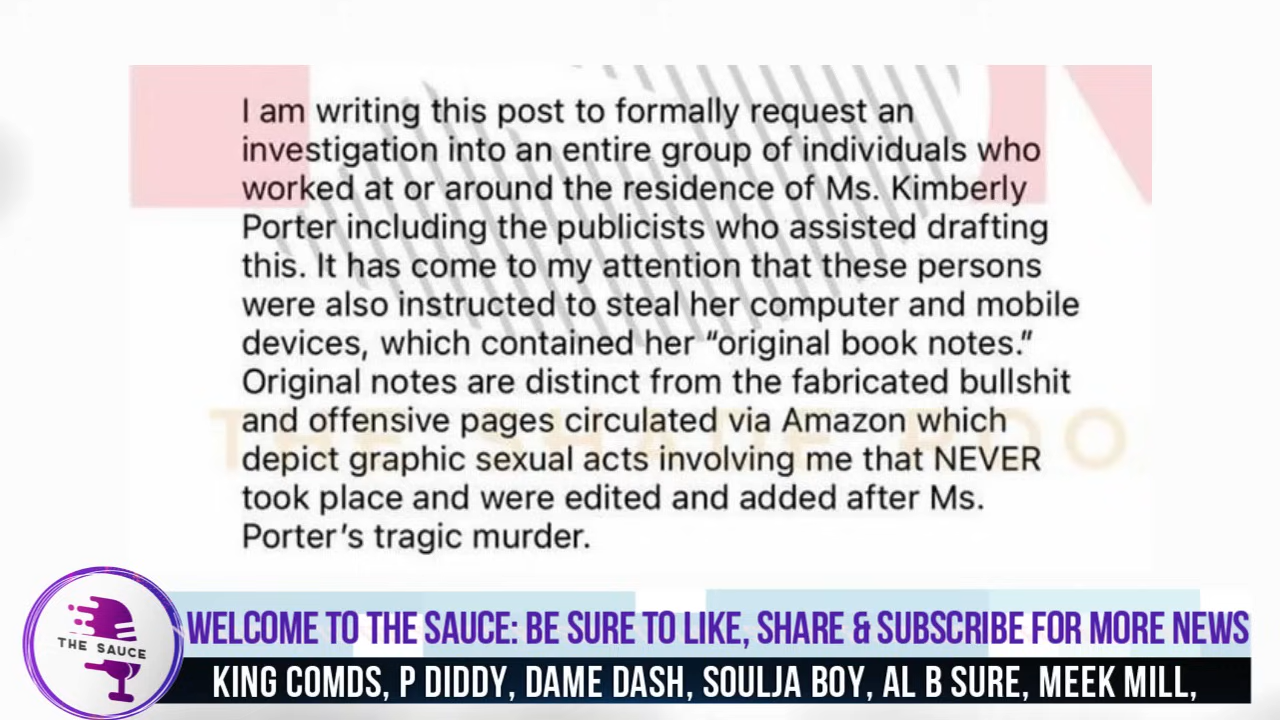 I am writing this post to formally request an
investigation into an entire group of individuals who
worked at or around the residence of Ms. Kimberly
Porter including the publicists who assisted drafting
this. It has come to my attention that these persons
were also instructed to steal her computer and mobile
devices, which contained her “original book notes.”
Original notes are distinct from the fabricated bullshit
and offensive pages circulated via Amazon which
THE SHADE ROO
depict graphic sexual acts involving me that NEVER
took place and were edited and added after Ms.
Porter’s tragic murder.
THE SAUCE
WELCOME TO THE SAUCE: BE SURE TO LIKE, SHARE & SUBSCRIBE FOR MORE NEWS
KING COMDS, P DIDDY, DAME DASH, SOULJA BOY, AL B SURE, MEEK MILL,